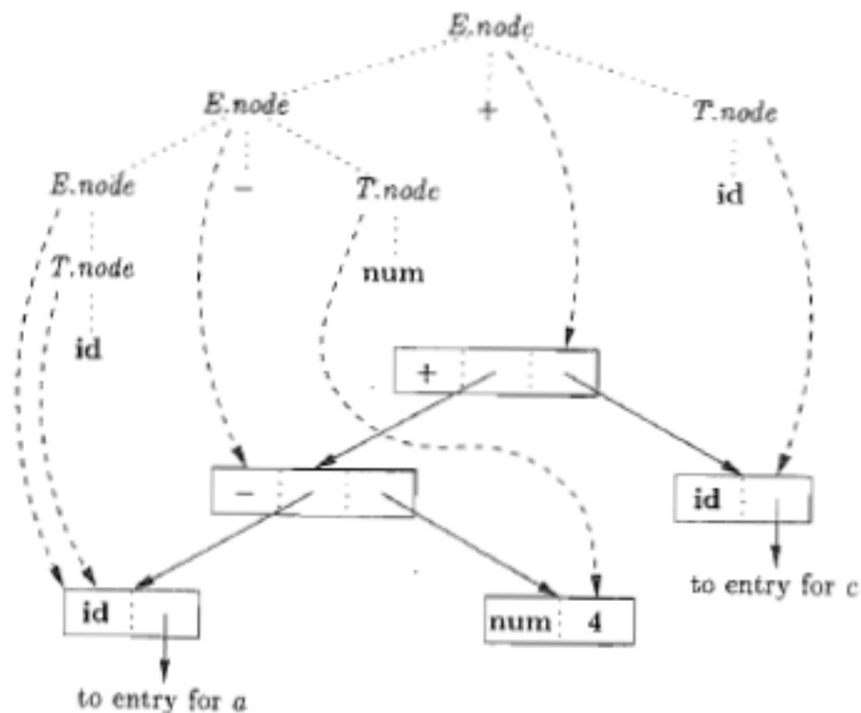 E.node
E.node + T.node
E.node − T.node id
T.node num
id
+
− id
to entry for c
id num 4
to entry for a